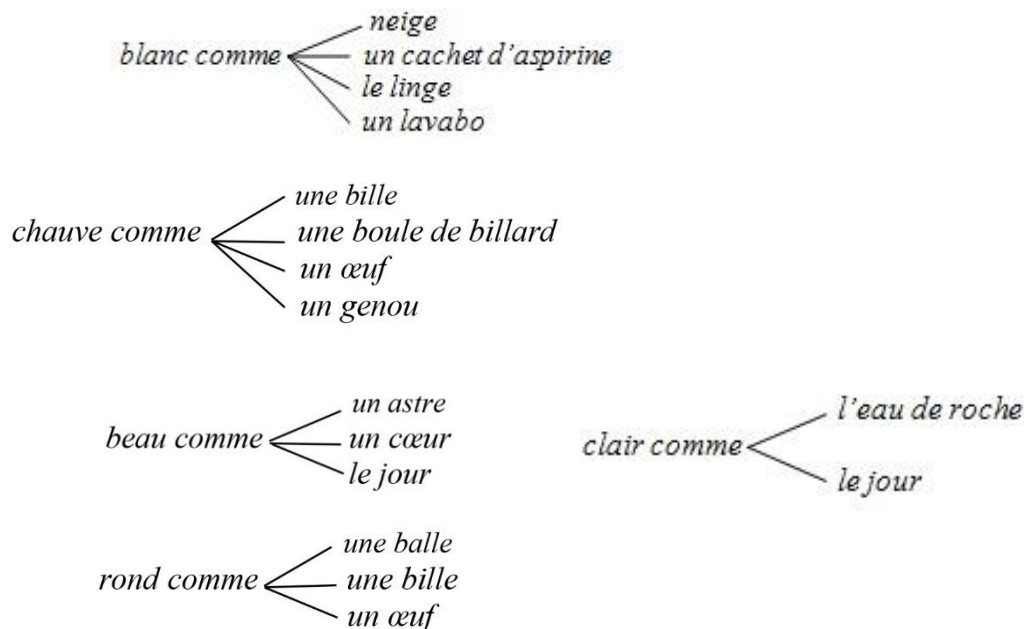 neige
blanc comme un cachet d'aspirine
le linge
un lavabo
une bille
chauve comme une boule de billard
un œuf
un genou
un astre
beau comme un cœur
le jour
l'eau de roche
clair comme
le jour
une balle
rond comme une bille
un œuf